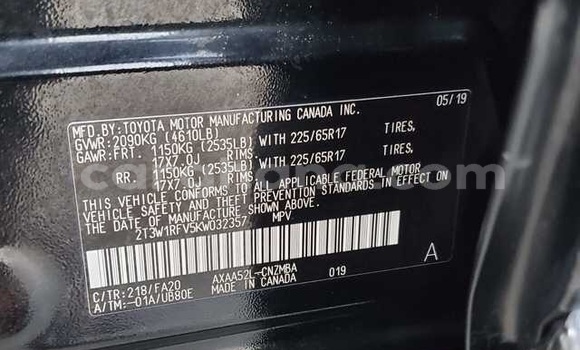 MFD.BY:TOYOTA MOTOR MANUFACTURING CANADA INC. 05/19
GVWR:2090KG (4610LB)
GAWR:FRT. 1150KG (2535LB) WITH 225/65R17 TIRES,
17X7.0J RIMS
RR. 1150KG (2535LB) WITH 225/65R17 TIRES,
17X7.0J RIMS
THIS VEHICLE CONFORMS TO ALL APPLICABLE FEDERAL MOTOR
VEHICLE SAFETY AND THEFT PREVENTION STANDARDS IN EFFECT ON
THE DATE OF MANUFACTURE SHOWN ABOVE.
2T3W1RFV5KW032357 MPV
A
C/TR:218/FA20 AXAA52L-CNZMBA 019
A/TM:-01A/UB80E MADE IN CANADA